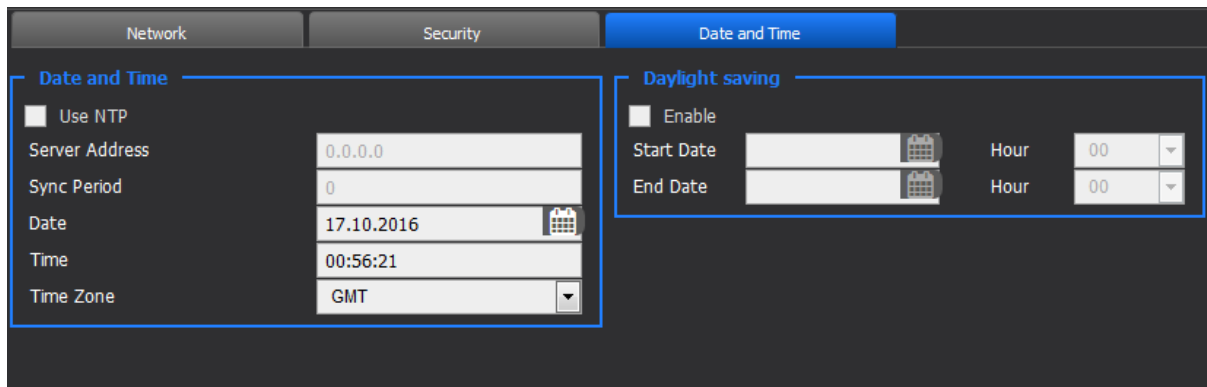 Network Security Date and Time
Date and Time
Use NTP
Server Address 0.0.0.0
Sync Period 0
Date 17.10.2016
Time 00:56:21
Time Zone GMT
Daylight saving
Enable
Start Date Hour 00
End Date Hour 00